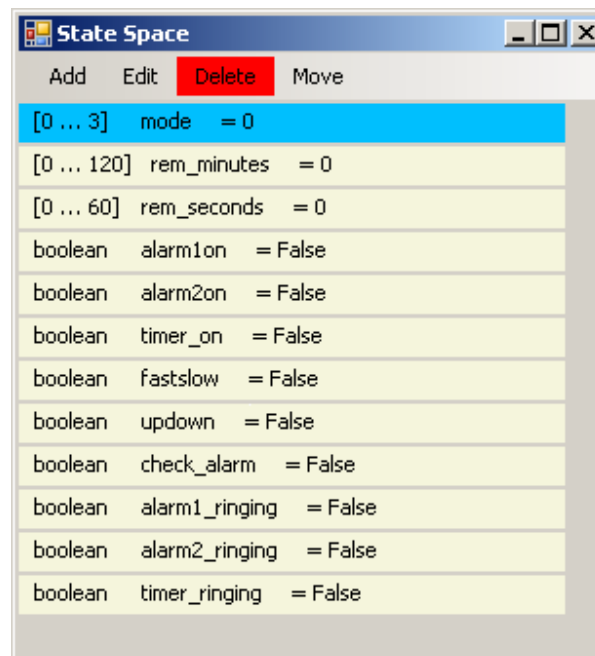 State Space
Add Edit Delete Move
[0 ... 3] mode = 0
[0 ... 120] rem_minutes = 0
[0 ... 60] rem_seconds = 0
boolean alarm1on = False
boolean alarm2on = False
boolean timer_on = False
boolean fastslow = False
boolean updown = False
boolean check_alarm = False
boolean alarm1_ringing = False
boolean alarm2_ringing = False
boolean timer_ringing = False